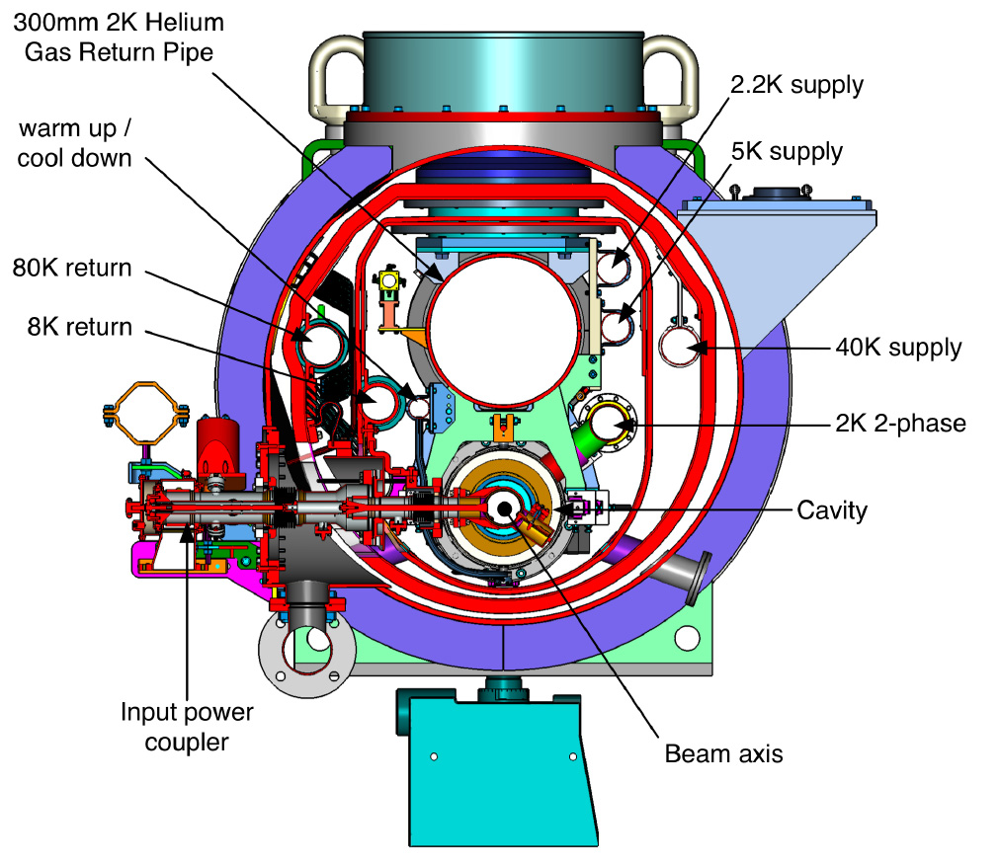 300mm 2K Helium
Gas Return Pipe
warm up /
cool down
80K return
8K return
2.2K supply
5K supply
40K supply
2K 2-phase
Cavity
Input power
coupler
Beam axis